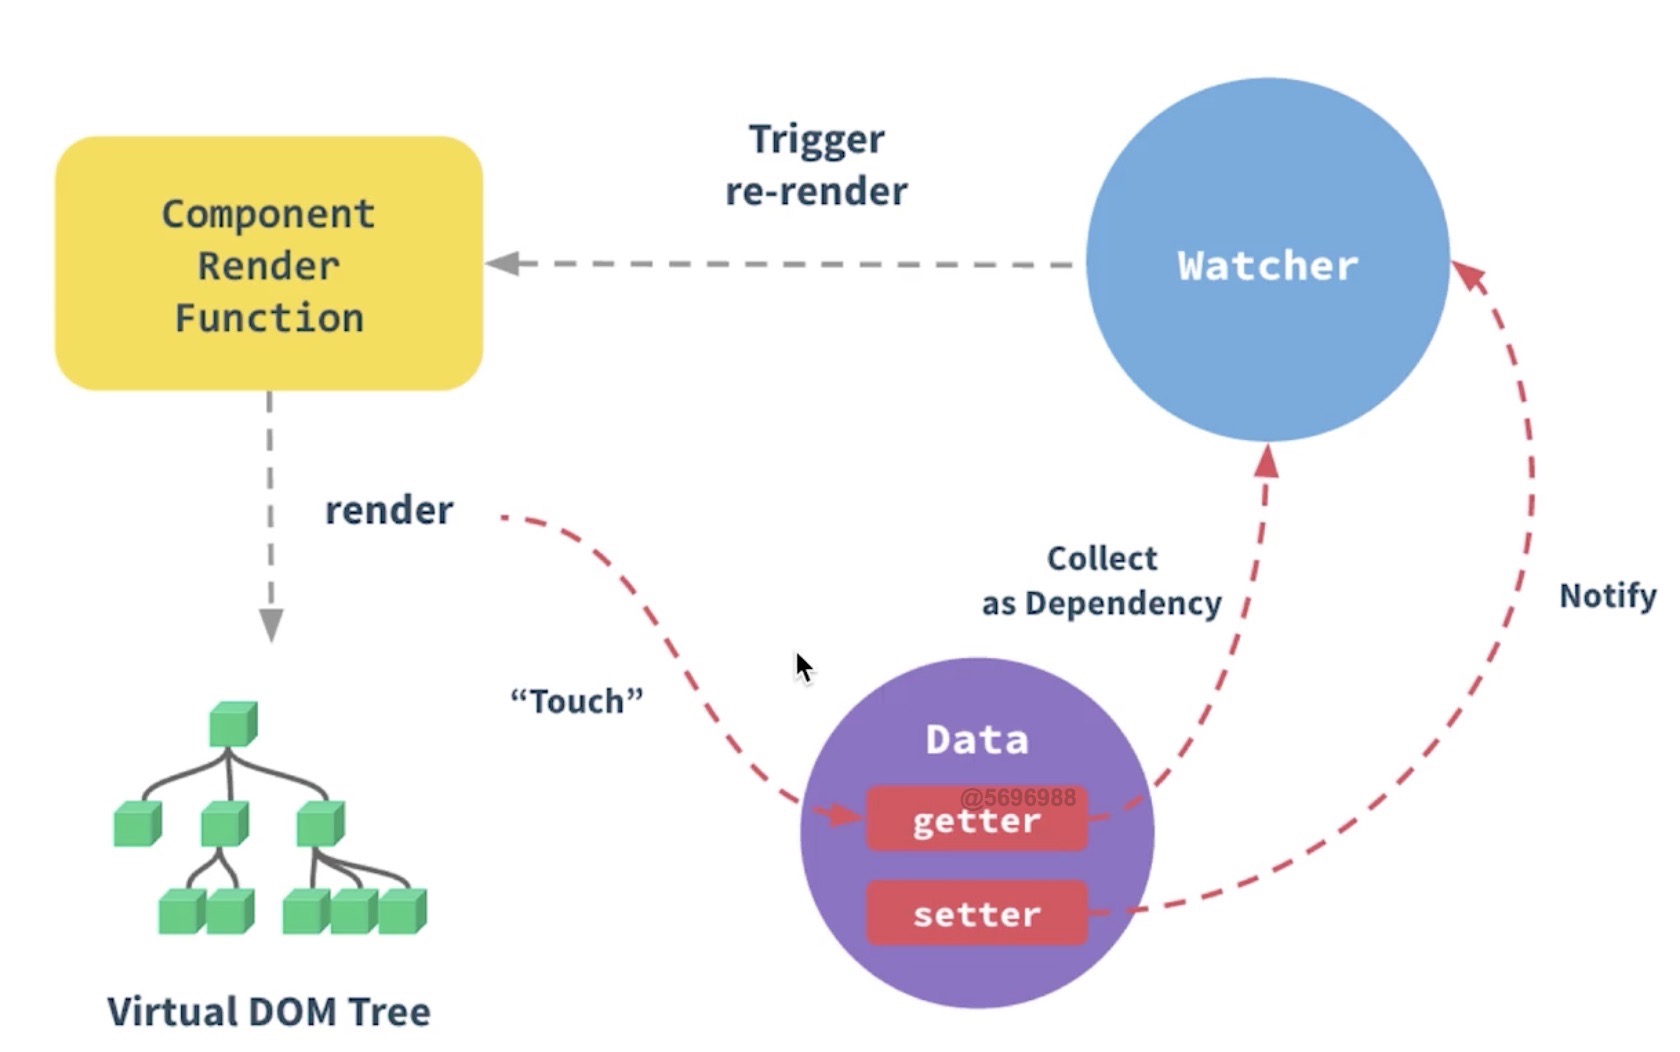 Trigger
re-render
Component
Render
Function
Watcher
render
Collect
as Dependency
Notify
“Touch”
Data
@5696988
getter
setter
Virtual DOM Tree